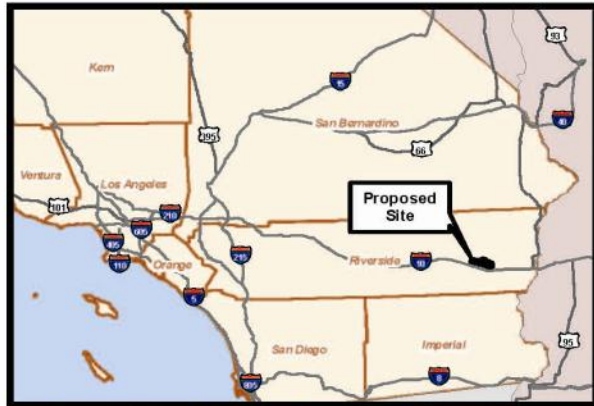 93
Kern
15
395
San Bernardino
40
66
Ventura
Los Angeles
101
210
Proposed
Site
605
405
215
Riverside
10
110
Orange
5
95
San Diego
Imperial
8
805